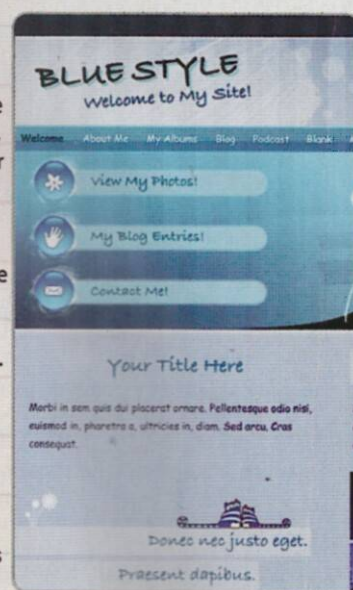 BLUE STYLE
Welcome to My Site!
Welcome About Me My Albums Blog Podcast Blank
View My Photos!
My Blog Entries!
Contact Me!
Your Title Here
Morbi in sem quis dui placerat ornare. Pellentesque odio nisi,
euismod in, pharetra a, ultricies in, diam. Sed arcu. Cras
consequat.
Donec nec justo eget.
Praesent dapibus.